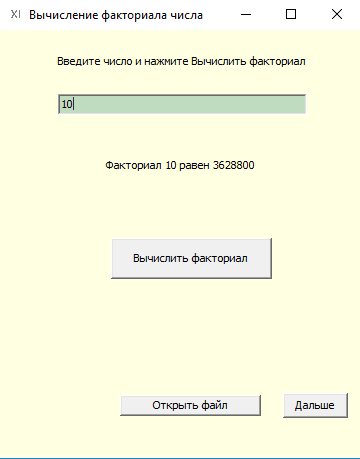 XI Вычисление факториала числа
Введите число и нажмите Вычислить факториал
10
Факториал 10 равен 3628800
Вычислить факториал
Открыть файл
Дальше